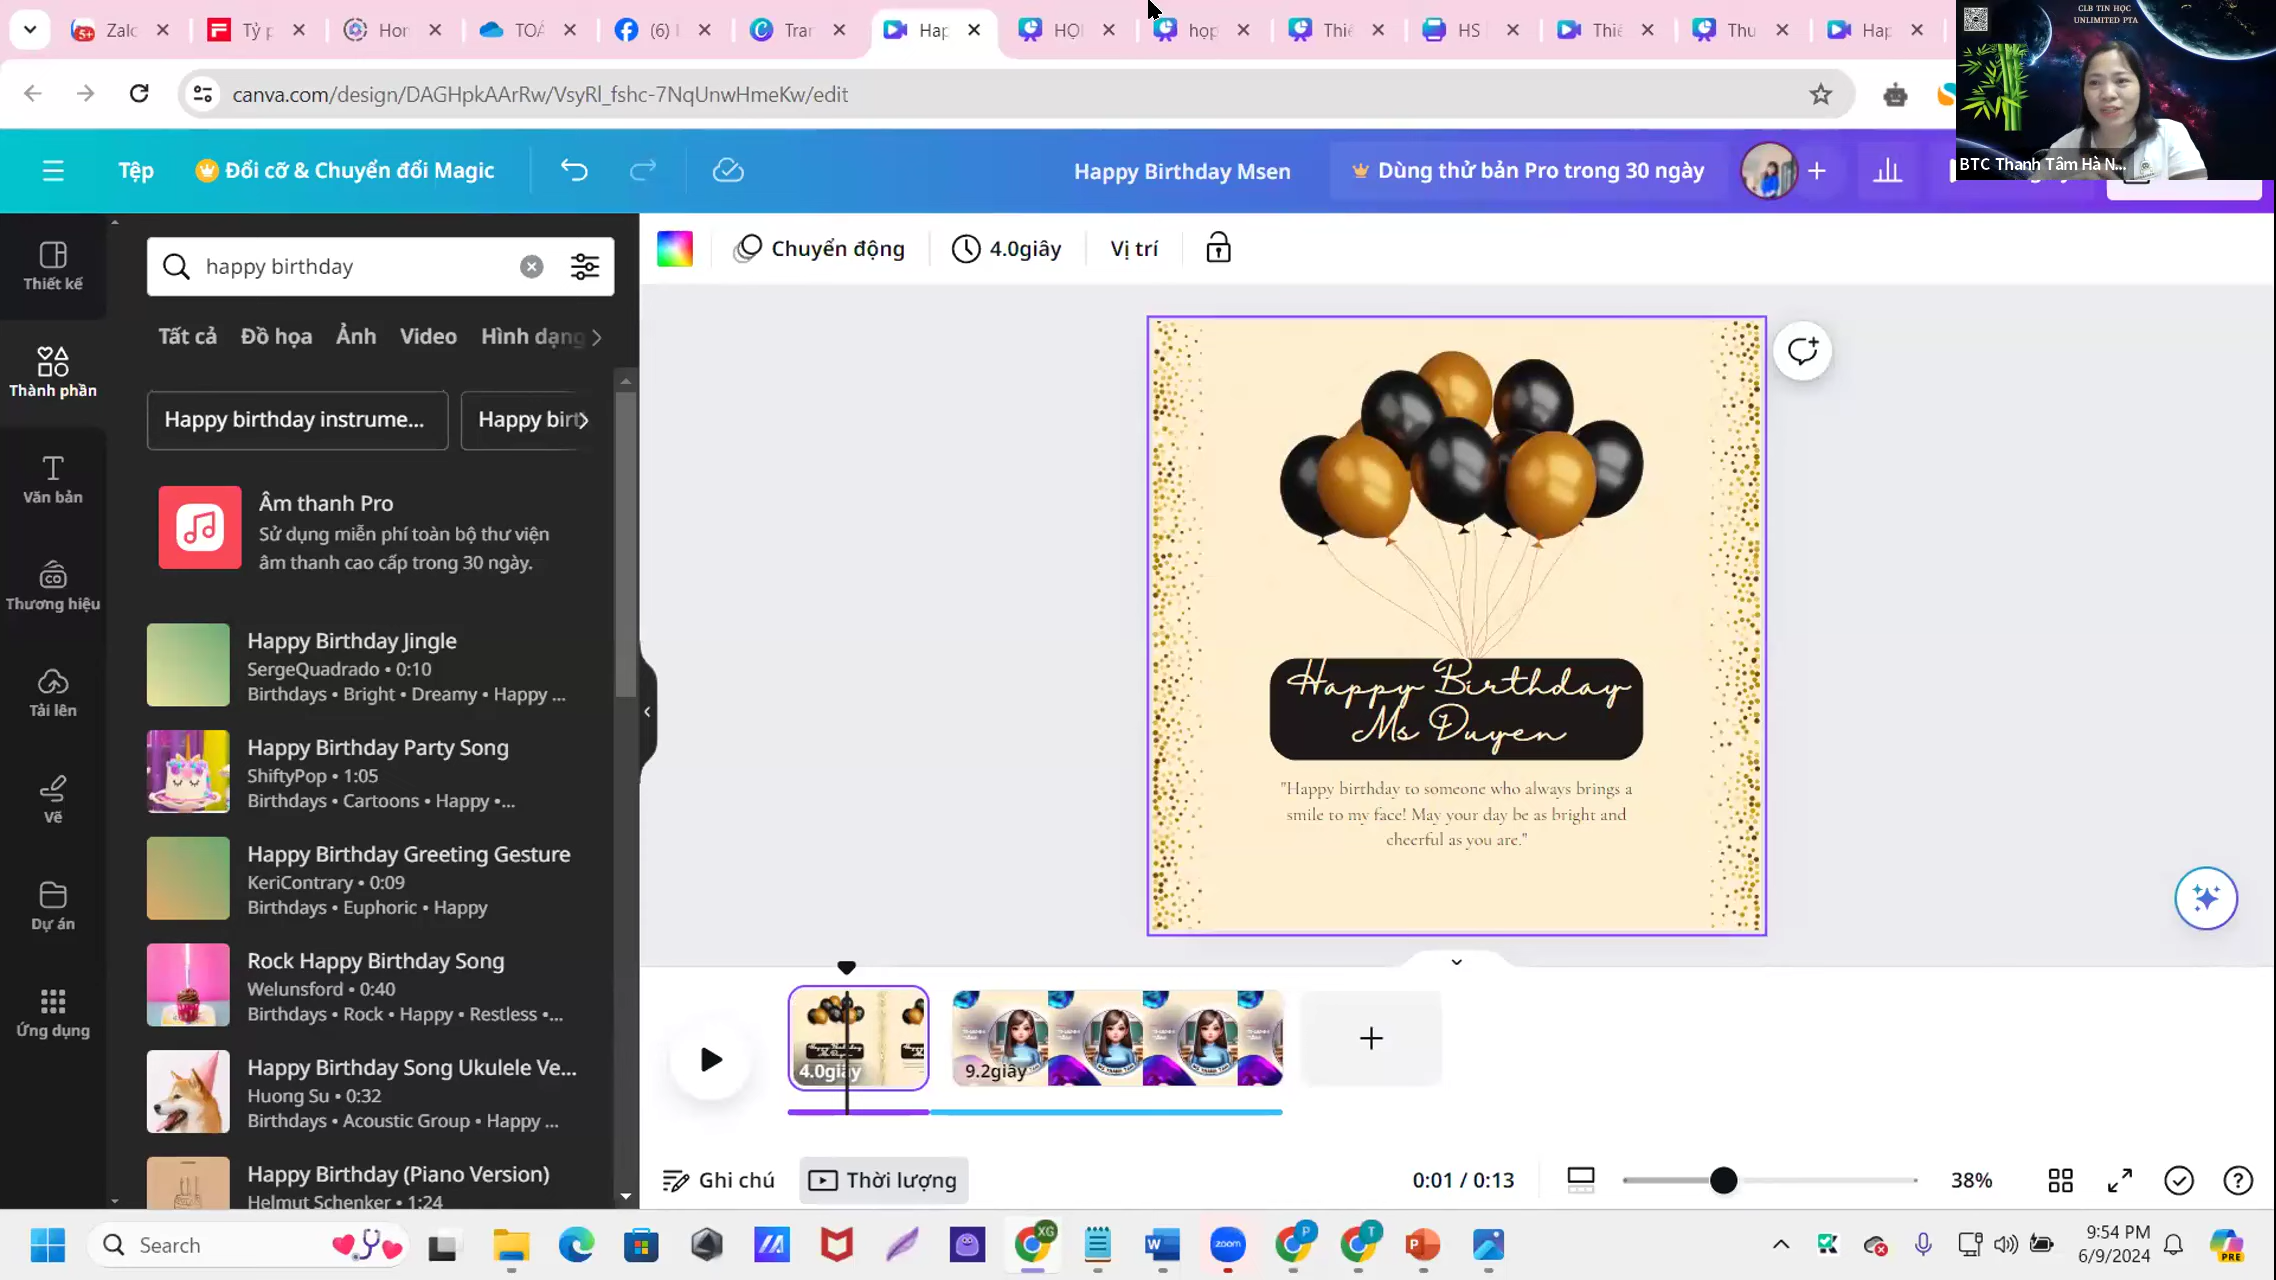 Zalo
Tỷ p
Hon
TOÁ
(6)
Tran
Hap
HỌ
họp
Thiế
HS
Thiế
Thu
Hap
CLB TIN HỌC
UNLIMITED PTA
BTC Thanh Tâm Hà N...
canva.com/design/DAGHpkAArRw/VsyRl_fshc-7NqUnwHmeKw/edit
Tệp
Đổi cỡ & Chuyển đổi Magic
Happy Birthday Msen
Dùng thử bản Pro trong 30 ngày
Thiết kế
Thành phần
Văn bản
Thương hiệu
Tải lên
Vẽ
Dự án
Ứng dụng
happy birthday
Tất cả Đồ họa Ảnh Video Hình dạng
Happy birthday instrume...
Happy birt
Âm thanh Pro
Sử dụng miễn phí toàn bộ thư viện
âm thanh cao cấp trong 30 ngày.
Happy Birthday Jingle
SergeQuadrado • 0:10
Birthdays • Bright • Dreamy • Happy ...
Happy Birthday Party Song
ShiftyPop • 1:05
Birthdays • Cartoons • Happy •...
Happy Birthday Greeting Gesture
KeriContrary • 0:09
Birthdays • Euphoric • Happy
Rock Happy Birthday Song
Welunsford • 0:40
Birthdays • Rock • Happy • Restless •...
Happy Birthday Song Ukulele Ve...
Huong Su • 0:32
Birthdays • Acoustic Group • Happy ...
Happy Birthday (Piano Version)
Helmut Schenker • 1:24
Chuyển động
4.0giây
Vị trí
Happy Birthday
Ms Duyen
"Happy birthday to someone who always brings a
smile to my face! May your day be as bright and
cheerful as you are."
4.0giây
9.2giây
Ghi chú
Thời lượng
0:01 / 0:13
38%
Search
9:54 PM
6/9/2024